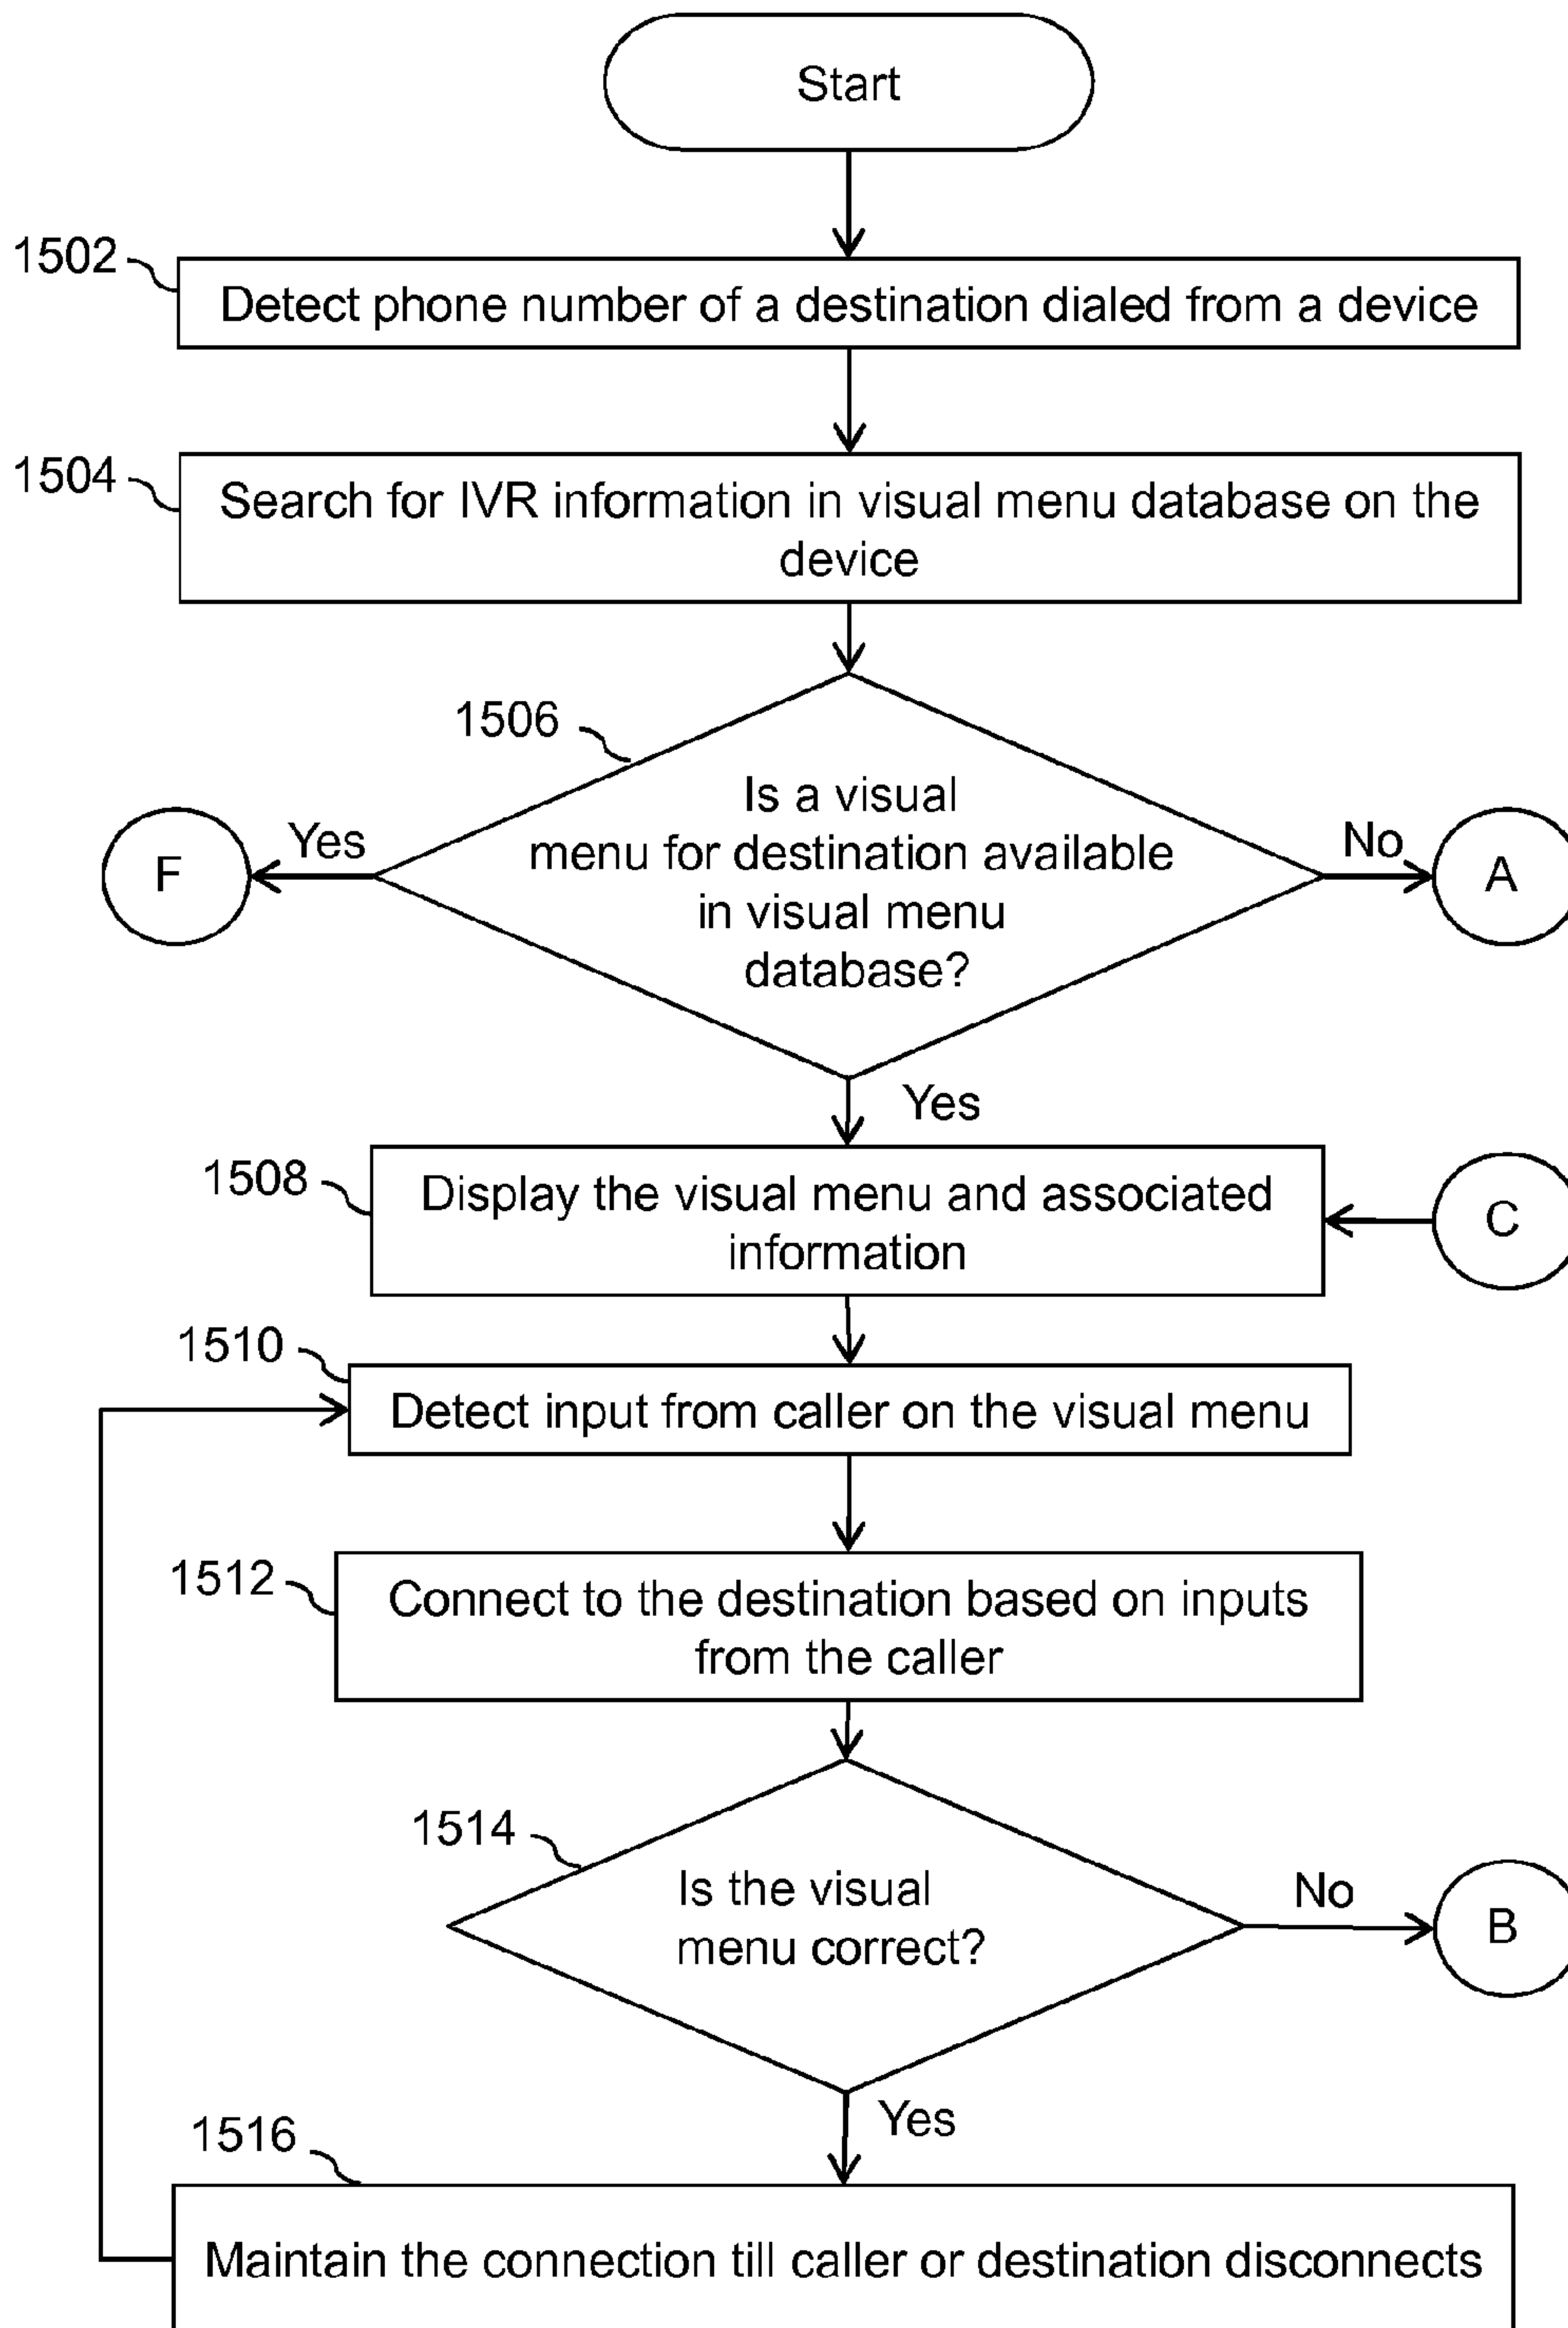 Start
1502
Detect phone number of a destination dialed from a device
1504
Search for IVR information in visual menu database on the
device
1506
Is a visual
menu for destination available
in visual menu
database?
F
Yes
No
A
Yes
1508
Display the visual menu and associated
information
C
1510
Detect input from caller on the visual menu
1512
Connect to the destination based on inputs
from the caller
1514
Is the visual
menu correct?
No
B
Yes
1516
Maintain the connection till caller or destination disconnects